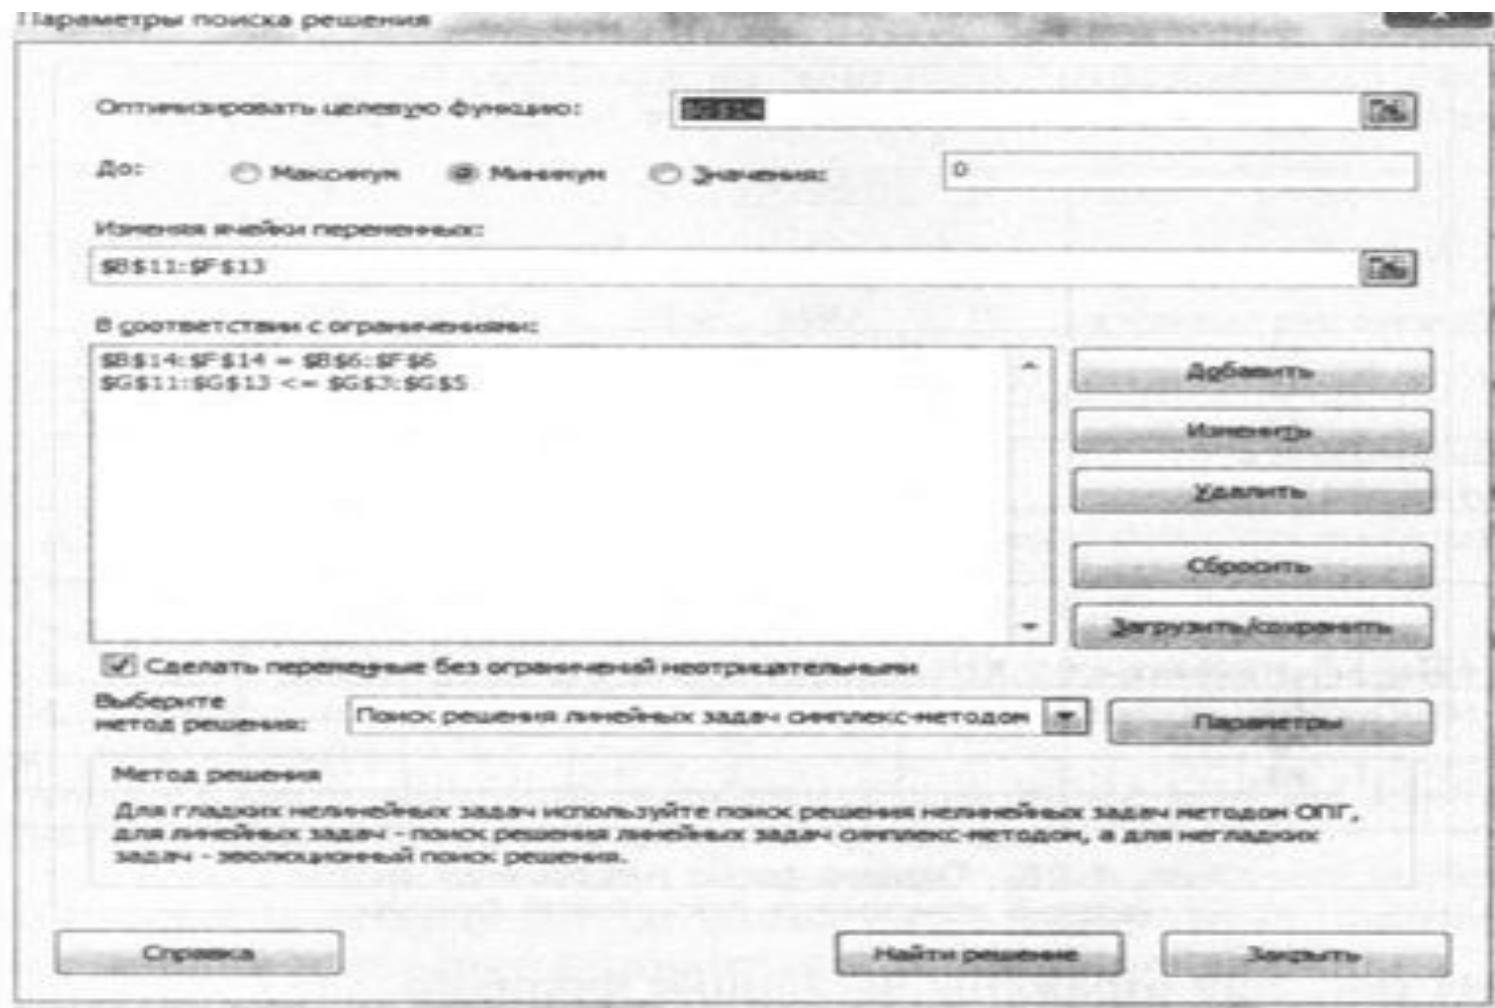 Параметры поиска решения
Оптимизировать целевую функцию:
$G$14
До:
Максимум
Минимум
Значения:
0
Изменяя ячейки переменных:
$B$11:$F$13
В соответствии с ограничениями:
$B$14:$F$14 = $B$6:$F$6
$G$11:$G$13 <= $G$3:$G$5
Добавить
Изменить
Удалить
Сбросить
Загрузить/сохранить
Сделать переменные без ограничений неотрицательными
Выберите
метод решения:
Поиск решения линейных задач симплекс-методом
Параметры
Метод решения
Для гладких нелинейных задач используйте поиск решения нелинейных задач методом ОПГ,
для линейных задач - поиск решения линейных задач симплекс-методом, а для негладких
задач - эволюционный поиск решения.
Справка
Найти решение
Закрыть